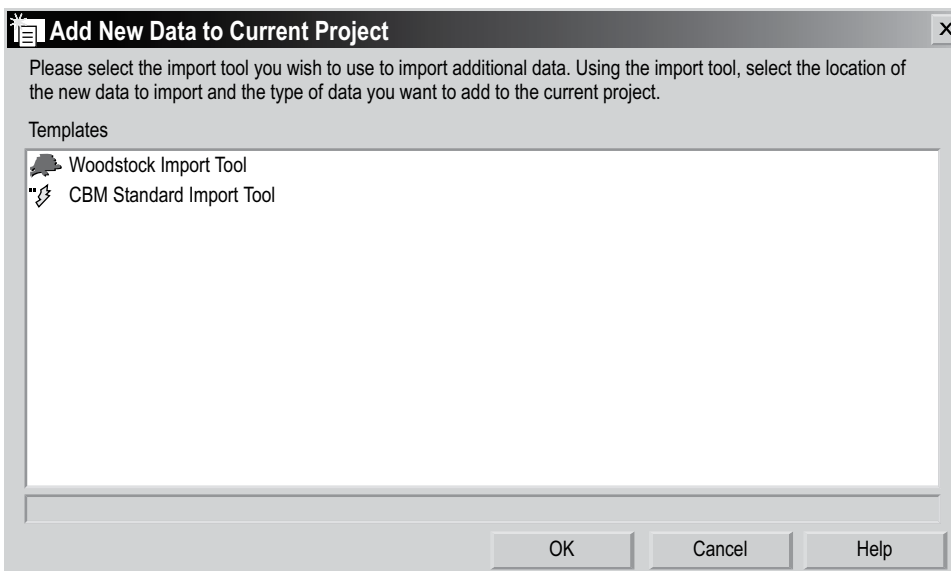 Add New Data to Current Project
Please select the import tool you wish to use to import additional data. Using the import tool, select the location of
the new data to import and the type of data you want to add to the current project.
Templates
Woodstock Import Tool
CBM Standard Import Tool
OK Cancel Help